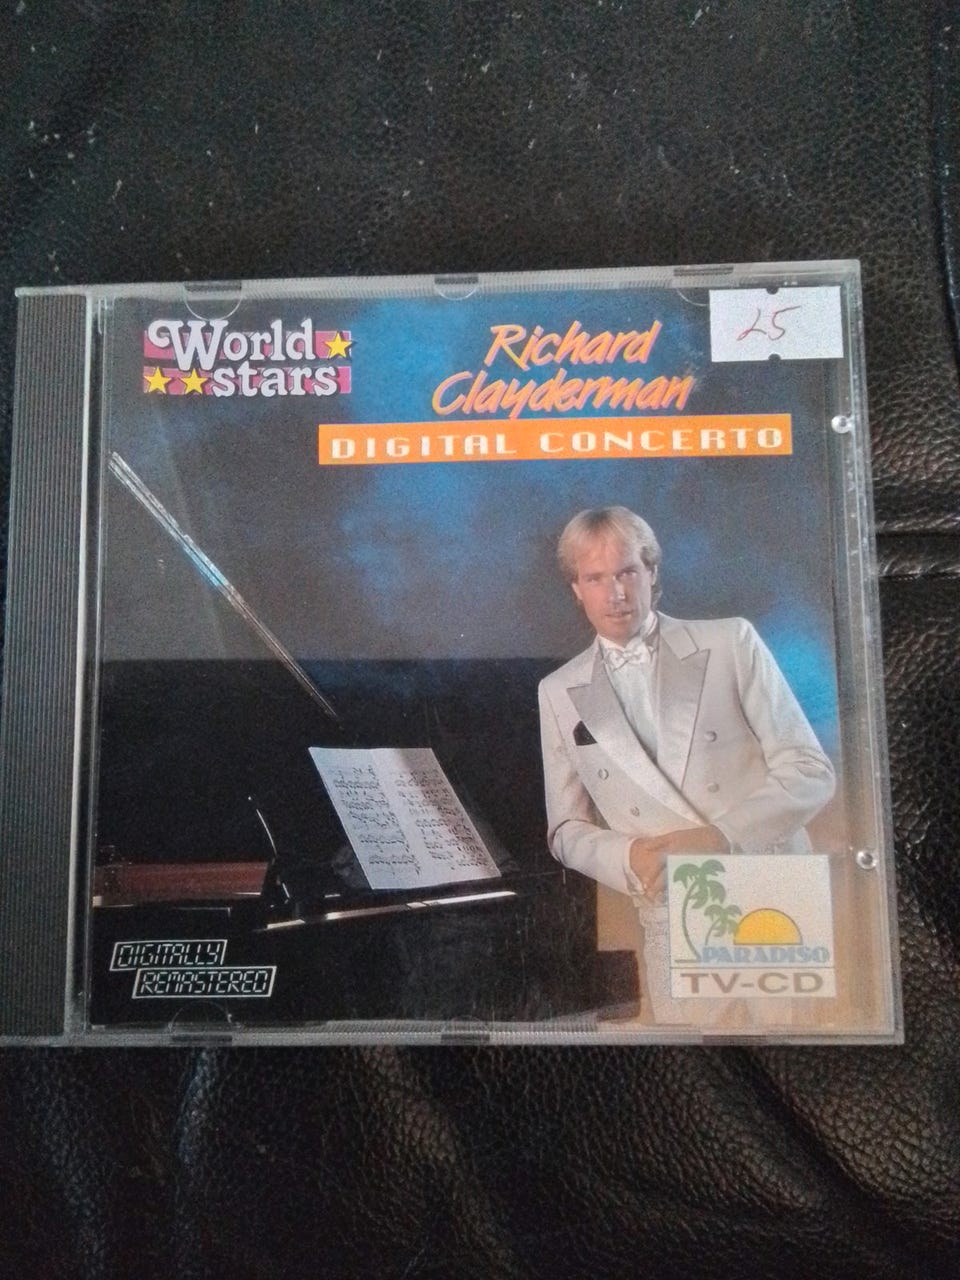 World
stars
Richard
Clayderman
DIGITAL CONCERTO
25
DIGITALLY
REMASTERED
PARADISO
TV-CD